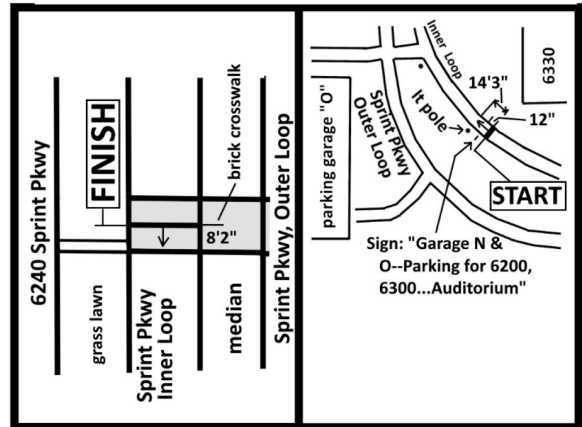 6240 Sprint Pkwy
grass lawn
FINISH
Sprint Pkwy
Inner Loop
8'2"
median
brick crosswalk
Sprint Pkwy, Outer Loop
parking garage "O"
Sprint Pkwy
Outer Loop
Inner Loop
lt pole
14'3"
12"
6330
START
Sign: "Garage N &
O--Parking for 6200,
6300...Auditorium"